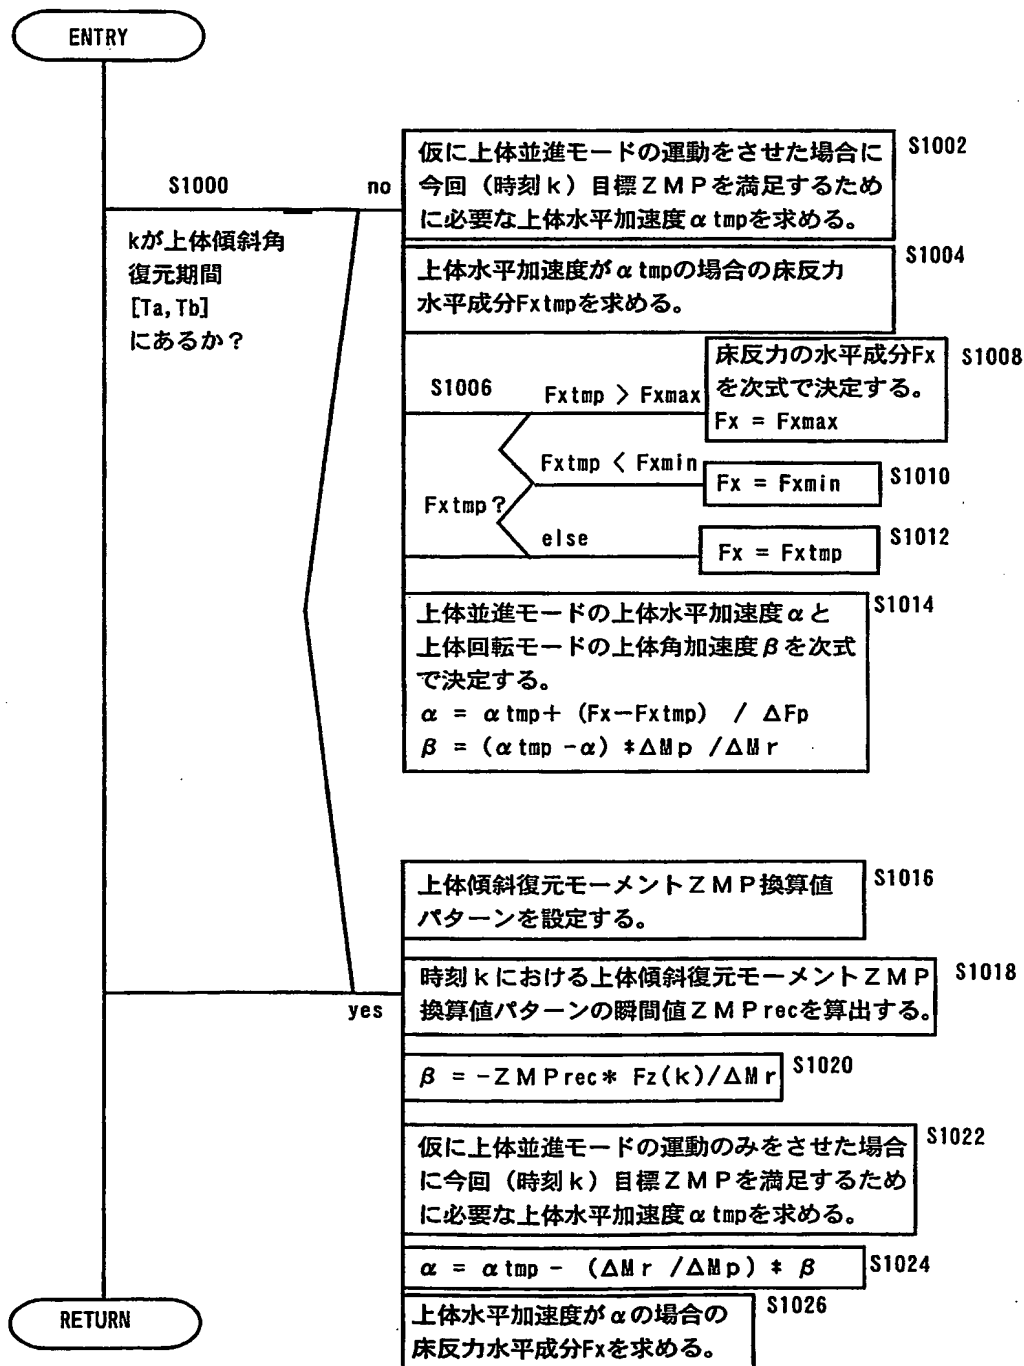 ENTRY
S1000
no
kが上体傾斜角
復元期間
[Ta,Tb]
にあるか？
仮に上体並進モードの運動をさせた場合に
今回（時刻ｋ）目標ＺＭＰを満足するため
に必要な上体水平加速度αtmpを求める。
S1002
上体水平加速度がαtmpの場合の床反力
水平成分Fxtmpを求める。
S1004
S1006
Fxtmp？
Fxtmp > Fxmax
床反力の水平成分Fx
を次式で決定する。
Fx = Fxmax
S1008
Fxtmp < Fxmin
Fx = Fxmin
S1010
else
Fx = Fxtmp
S1012
上体並進モードの上体水平加速度αと
上体回転モードの上体角加速度βを次式
で決定する。
α = αtmp＋ (Fx－Fxtmp) / ΔFp
β = (αtmp -α) *ΔMp /ΔMr
S1014
yes
上体傾斜復元モーメントＺＭＰ換算値
パターンを設定する。
S1016
時刻ｋにおける上体傾斜復元モーメントＺＭＰ
換算値パターンの瞬間値ＺＭＰrecを算出する。
S1018
β = -ＺＭＰrec* Fz(k)/ΔMr
S1020
仮に上体並進モードの運動のみをさせた場合
に今回（時刻ｋ）目標ＺＭＰを満足するため
に必要な上体水平加速度αtmpを求める。
S1022
α = αtmp - (ΔMr /ΔMp) * β
S1024
上体水平加速度がαの場合の
床反力水平成分Fxを求める。
S1026
RETURN